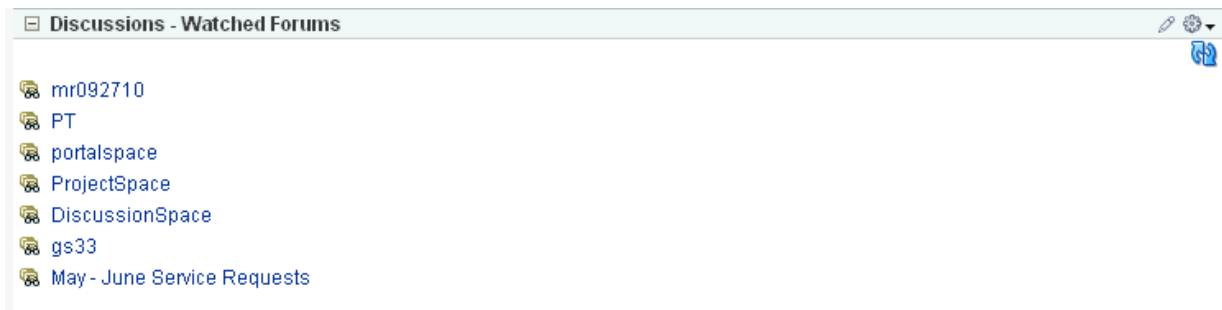 Discussions - Watched Forums
mr092710
PT
portalspace
ProjectSpace
DiscussionSpace
gs33
May - June Service Requests